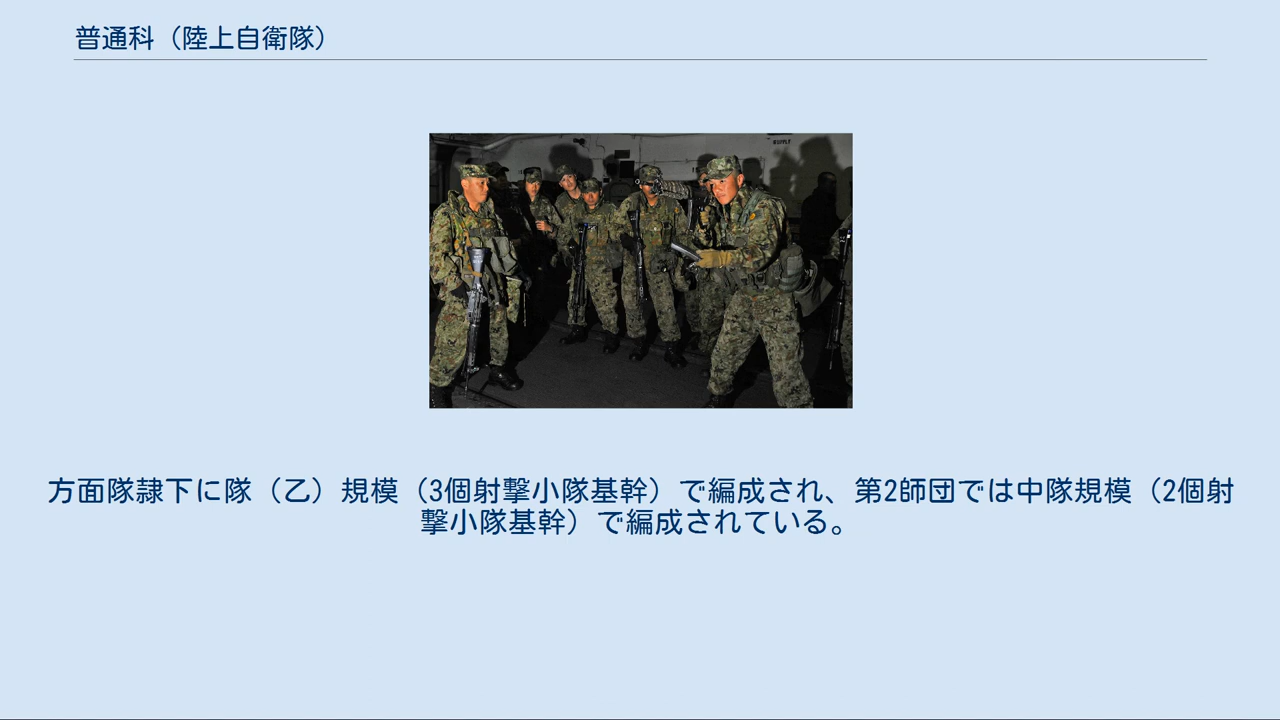 普通科（陸上自衛隊）
方面隊隷下に隊（乙）規模（3個射撃小隊基幹）で編成され、第2師団では中隊規模（2個射
撃小隊基幹）で編成されている。